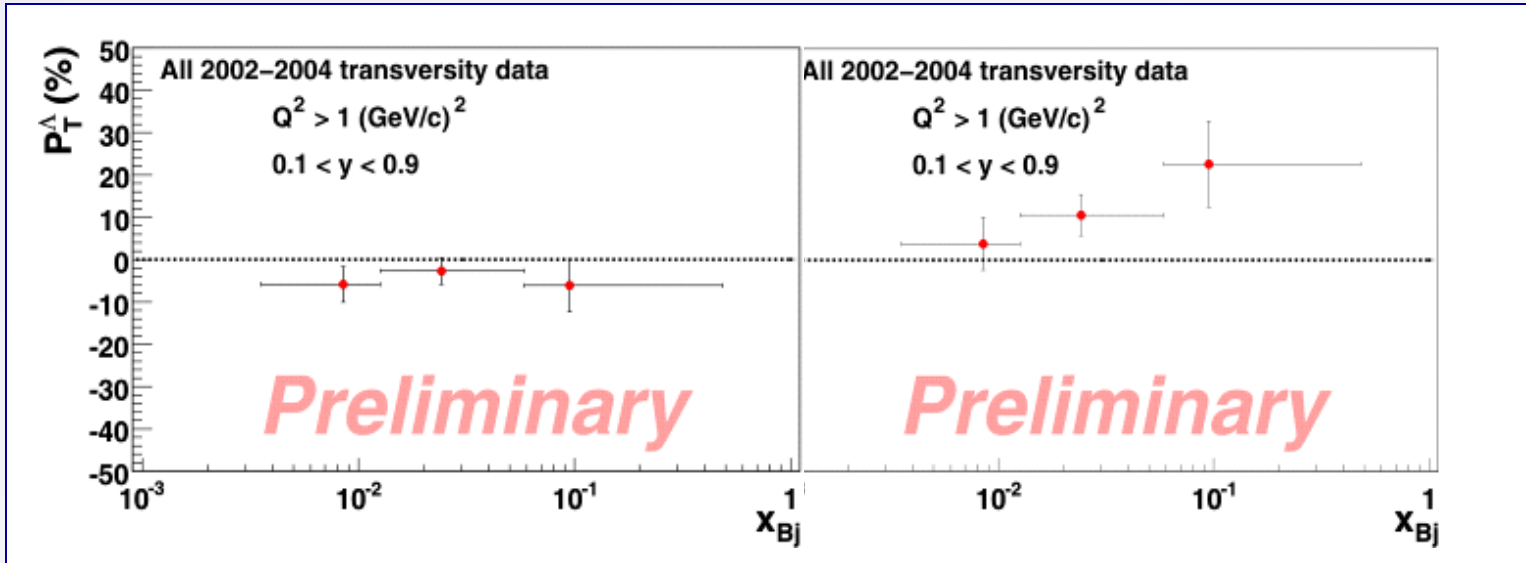 P_T^Λ (%)
50
40
30
20
10
0
-10
-20
-30
-40
-50
All 2002–2004 transversity data
Q² > 1 (GeV/c)²
0.1 < y < 0.9
Preliminary
10⁻³
10⁻²
10⁻¹
1
x_Bj
All 2002–2004 transversity data
Q² > 1 (GeV/c)²
0.1 < y < 0.9
Preliminary
10⁻²
10⁻¹
1
x_Bj